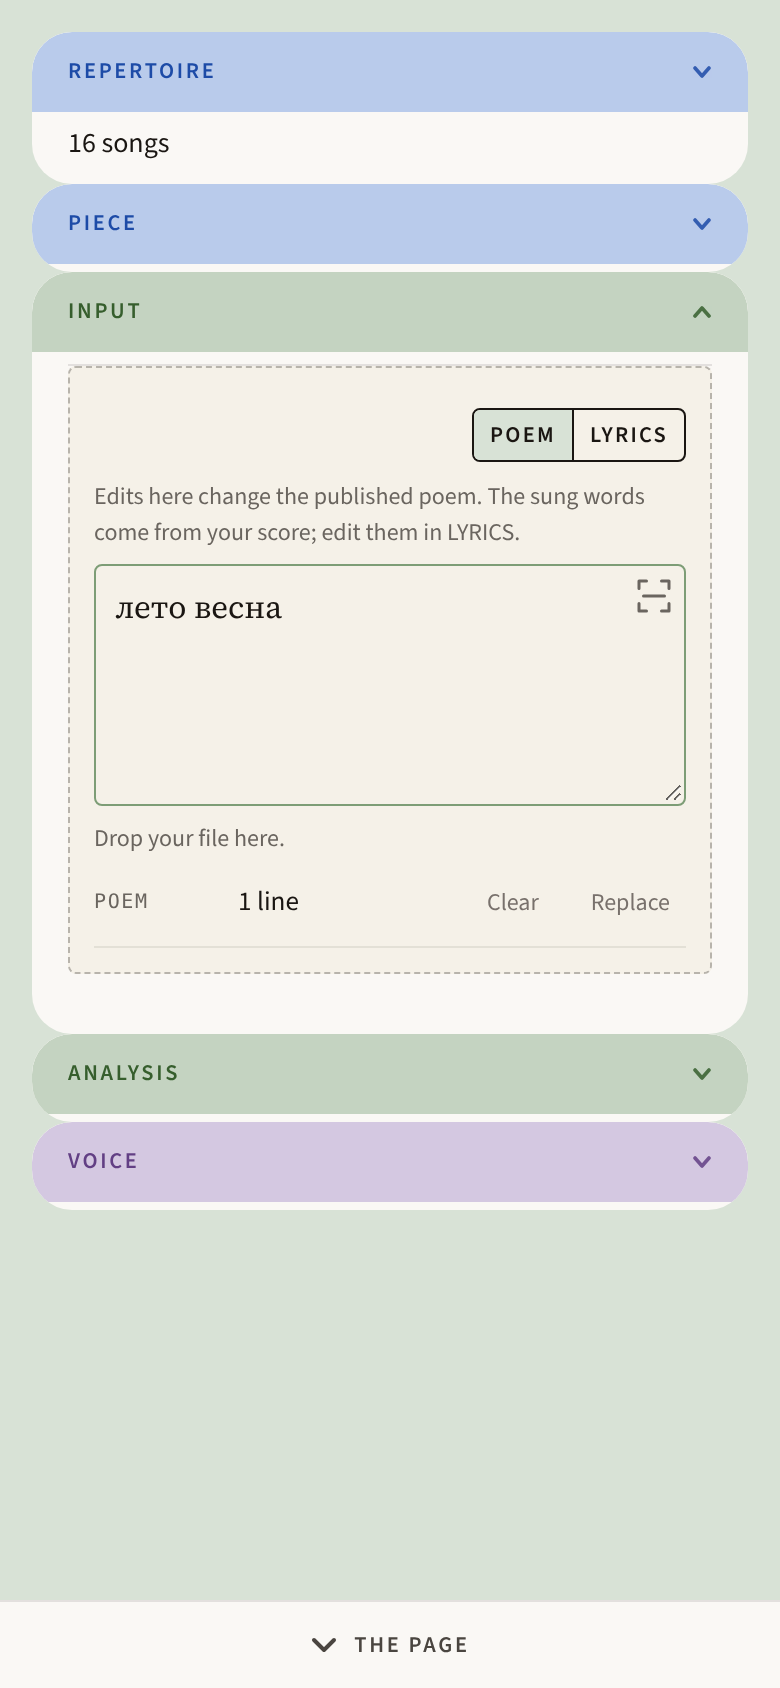 REPERTOIRE
16 songs
PIECE
INPUT
POEM LYRICS
Edits here change the published poem. The sung words
come from your score; edit them in LYRICS.
лето весна
Drop your file here.
POEM 1 line Clear Replace
ANALYSIS
VOICE
THE PAGE